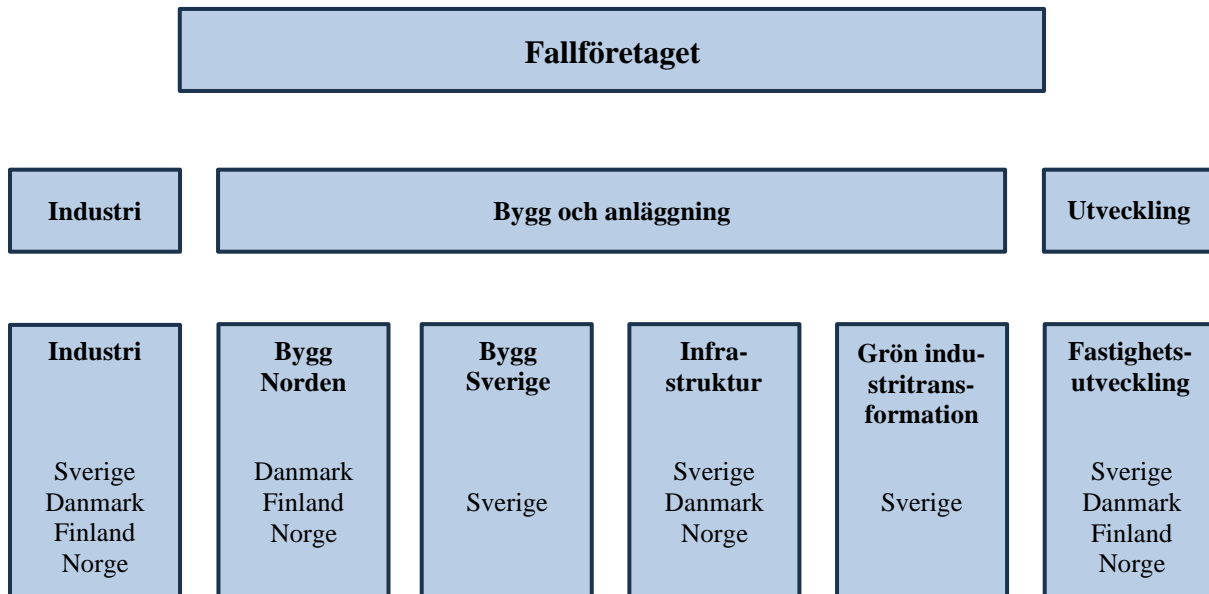 Fallföretaget
Industri
Bygg och anläggning
Utveckling
Industri
Sverige
Danmark
Finland
Norge
Bygg
Norden
Danmark
Finland
Norge
Bygg
Sverige
Sverige
Infra-
struktur
Sverige
Danmark
Norge
Grön indu-
stritrans-
formation
Sverige
Fastighets-
utveckling
Sverige
Danmark
Finland
Norge